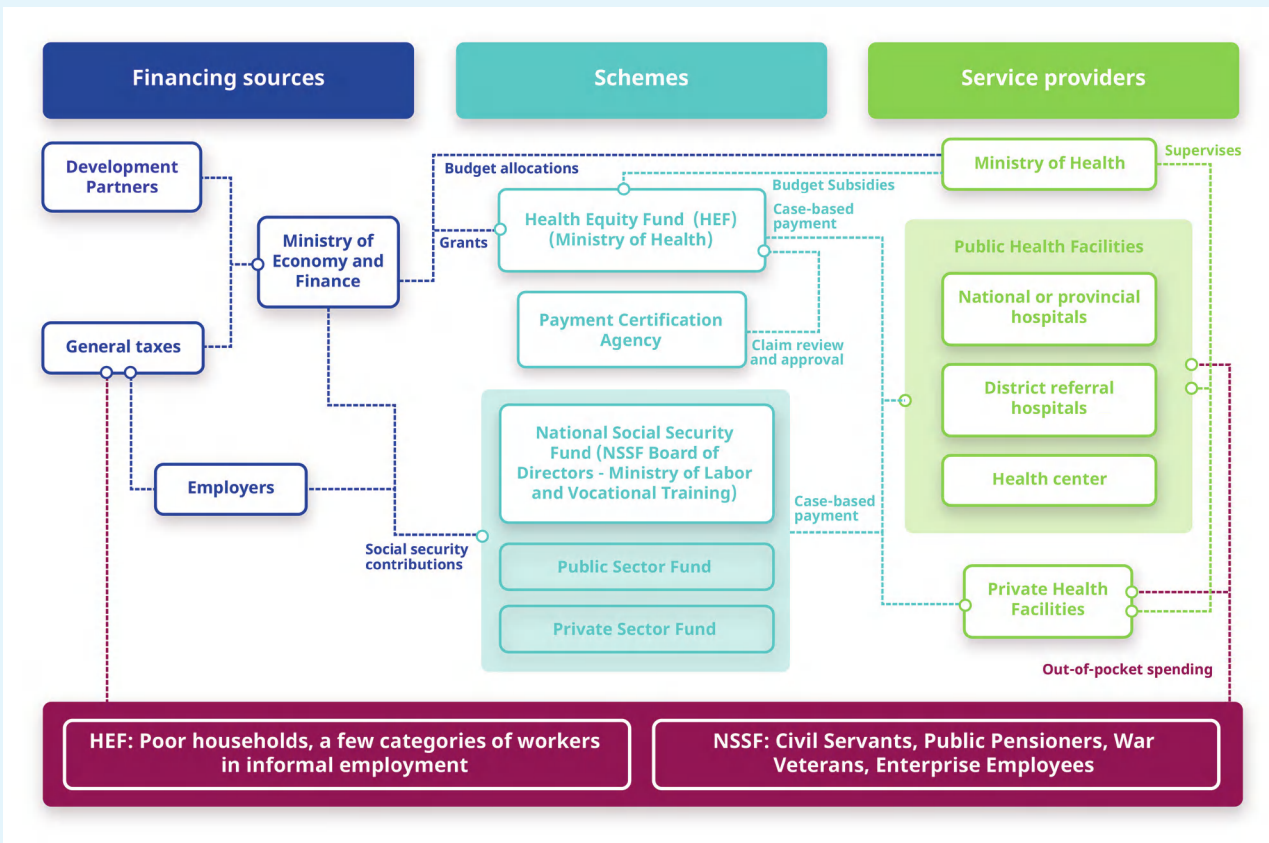 Financing sources
Schemes
Service providers
Development
Partners
Ministry of
Economy and
Finance
General taxes
Employers
Budget allocations
Grants
Social security
contributions
Budget Subsidies
Health Equity Fund (HEF)
(Ministry of Health)
Case-based
payment
Payment Certification
Agency
Claim review
and approval
National Social Security
Fund (NSSF Board of
Directors - Ministry of Labor
and Vocational Training)
Public Sector Fund
Private Sector Fund
Case-based
payment
Ministry of Health
Supervises
Public Health Facilities
National or provincial
hospitals
District referral
hospitals
Health center
Private Health
Facilities
Out-of-pocket spending
HEF: Poor households, a few categories of workers
in informal employment
NSSF: Civil Servants, Public Pensioners, War
Veterans, Enterprise Employees